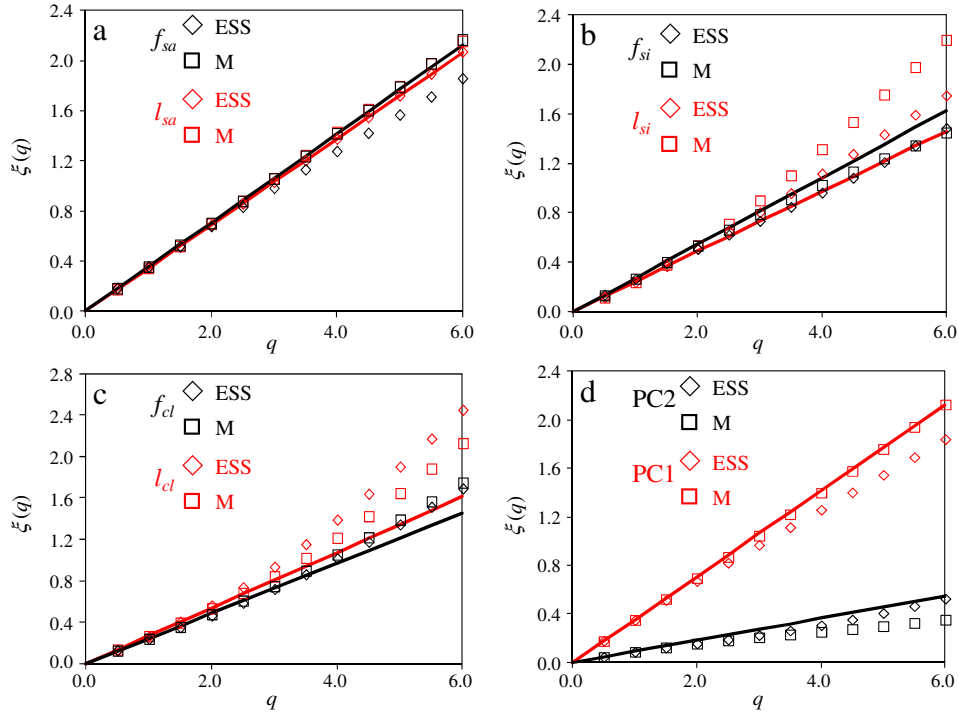 a
f_sa
ESS
M
l_sa
ESS
M
ξ(q)
2.4
2.0
1.6
1.2
0.8
0.4
0.0
0.0 2.0 4.0 6.0
q
b
f_si
ESS
M
l_si
ESS
M
ξ(q)
2.4
2.0
1.6
1.2
0.8
0.4
0.0
0.0 2.0 4.0 6.0
q
c
f_cl
ESS
M
l_cl
ESS
M
ξ(q)
2.8
2.4
2.0
1.6
1.2
0.8
0.4
0.0
0.0 2.0 4.0 6.0
q
d
PC2
ESS
M
PC1
ESS
M
ξ(q)
2.4
2.0
1.6
1.2
0.8
0.4
0.0
0.0 2.0 4.0 6.0
q